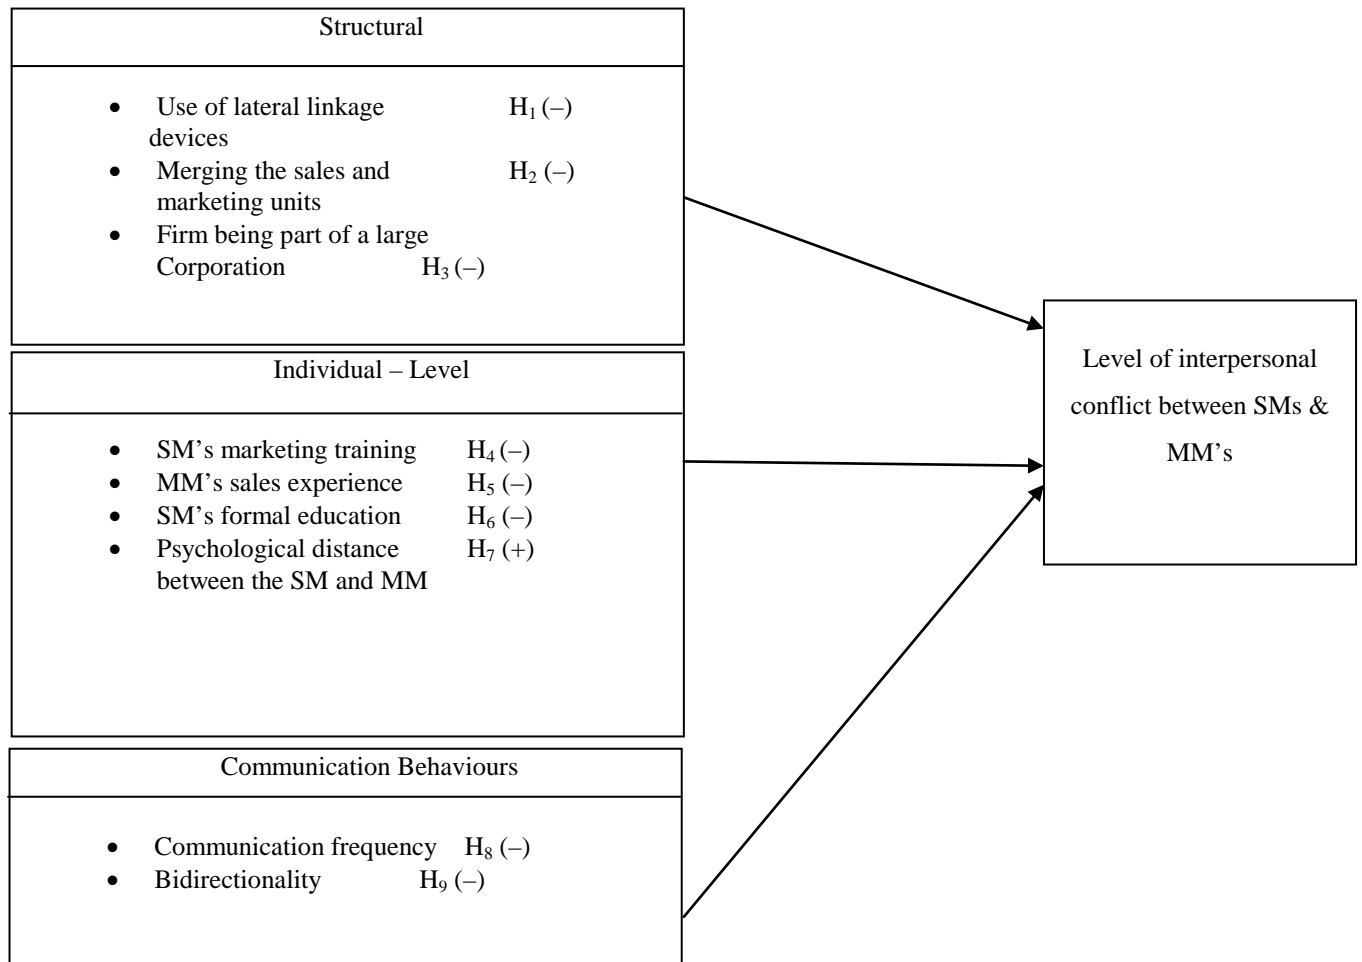 Structural
• Use of lateral linkage H₁ (–)
devices
• Merging the sales and H₂ (–)
marketing units
• Firm being part of a large
Corporation H₃ (–)
Individual – Level
• SM’s marketing training H₄ (–)
• MM’s sales experience H₅ (–)
• SM’s formal education H₆ (–)
• Psychological distance H₇ (+)
between the SM and MM
Communication Behaviours
• Communication frequency H₈ (–)
• Bidirectionality H₉ (–)
Level of interpersonal
conflict between SMs &
MM’s